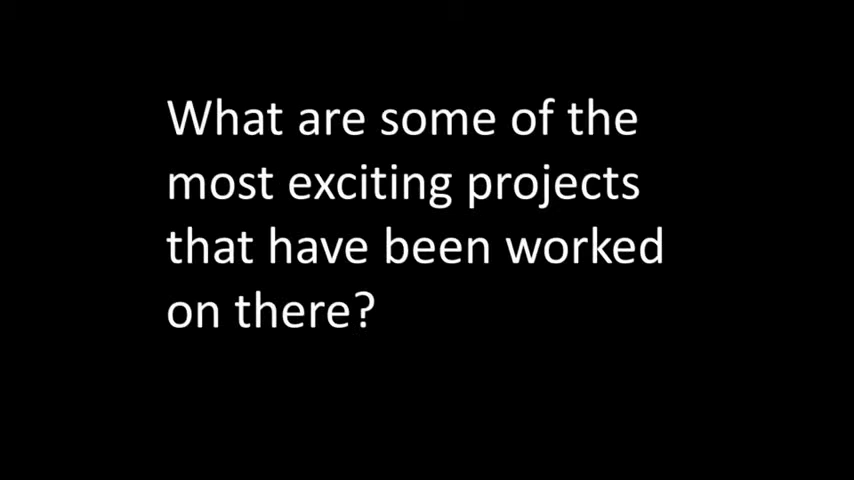 What are some of the
most exciting projects
that have been worked
on there?